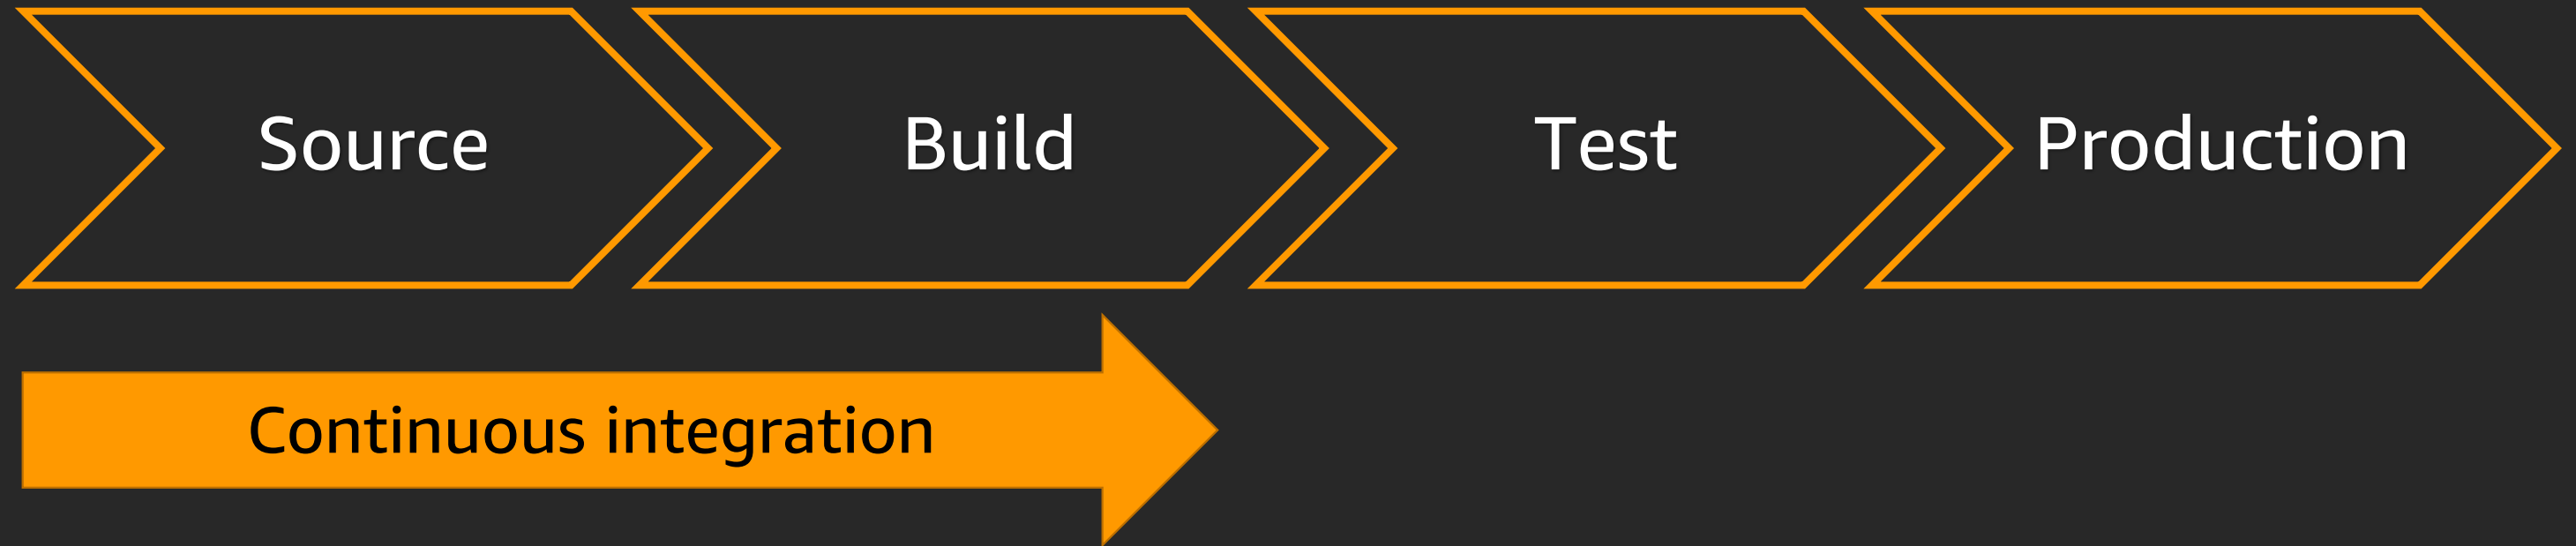 Source
Build
Test
Production
Continuous integration